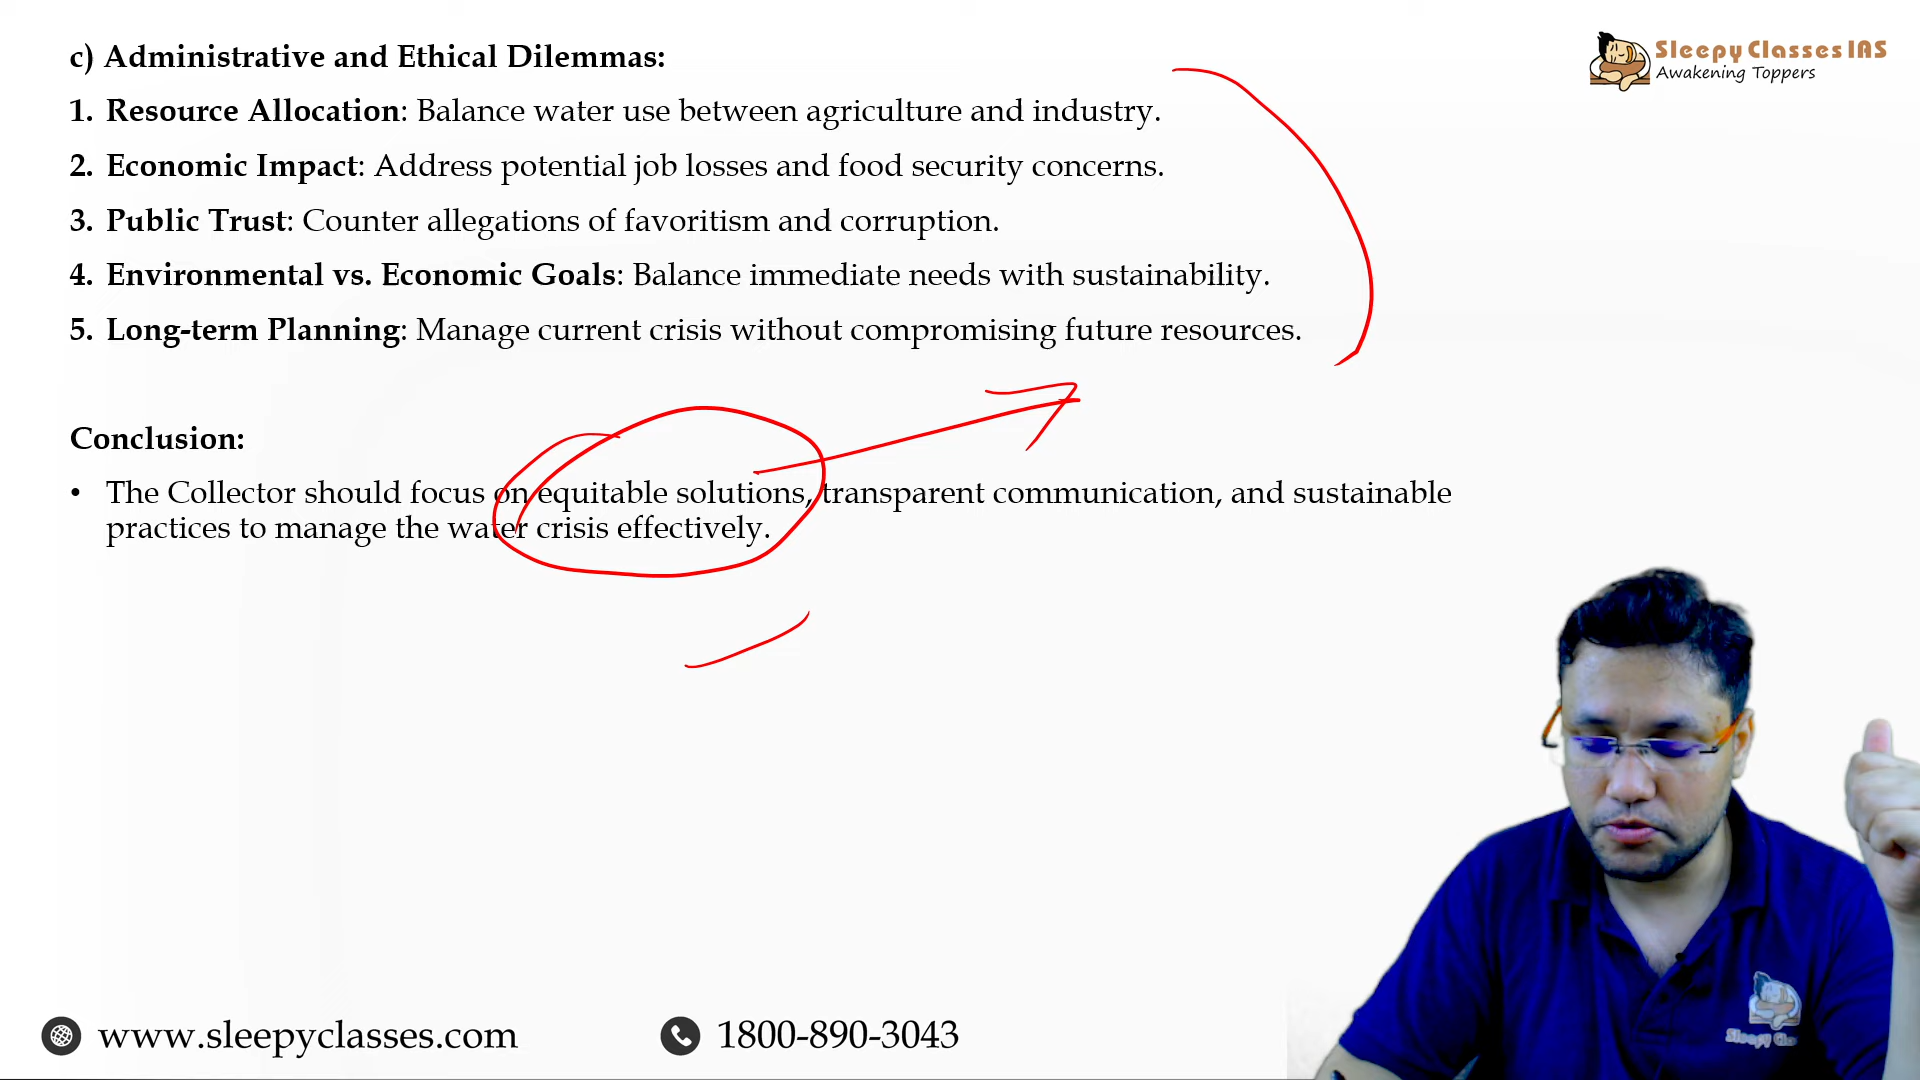 c) Administrative and Ethical Dilemmas:
Sleepy Classes IAS
Awakening Toppers
1. Resource Allocation: Balance water use between agriculture and industry.
2. Economic Impact: Address potential job losses and food security concerns.
3. Public Trust: Counter allegations of favoritism and corruption.
4. Environmental vs. Economic Goals: Balance immediate needs with sustainability.
5. Long-term Planning: Manage current crisis without compromising future resources.
Conclusion:
• The Collector should focus on equitable solutions, transparent communication, and sustainable
practices to manage the water crisis effectively.
www.sleepyclasses.com
1800-890-3043